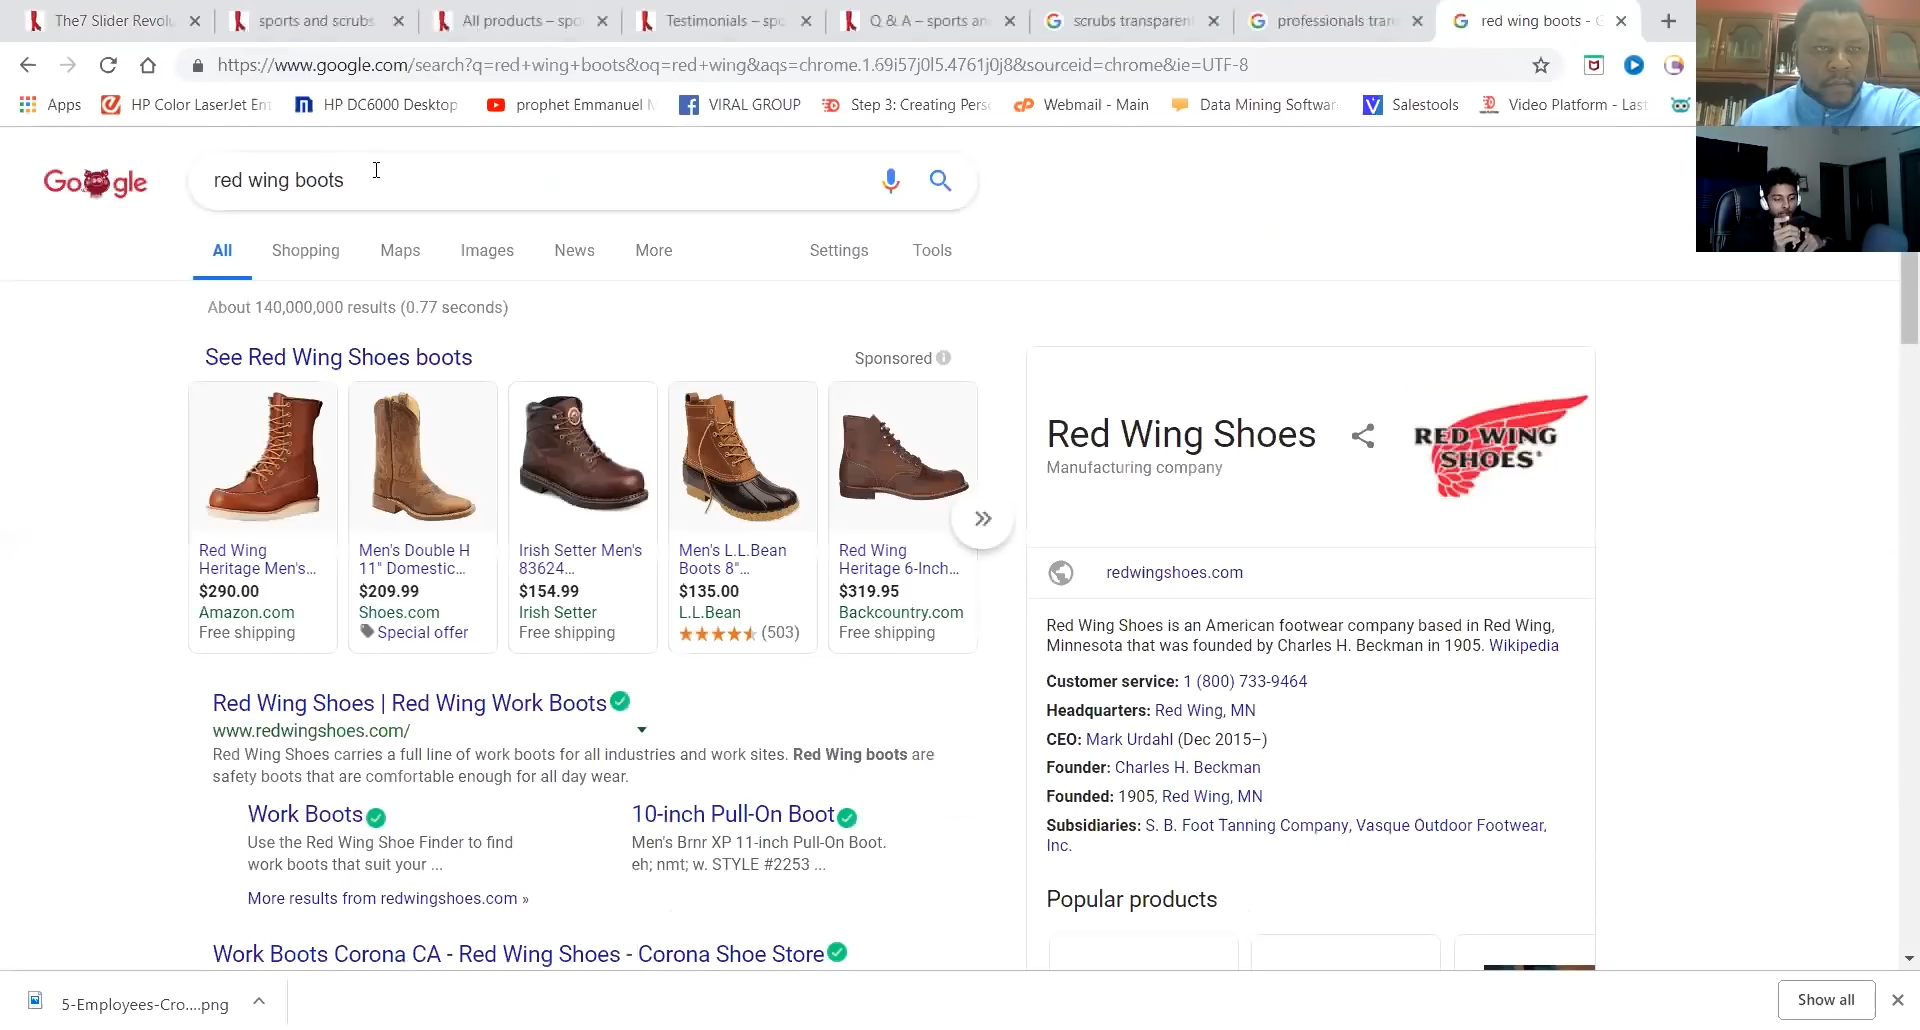 The7 Slider Revolu
sports and scrubs
All products – spo
Testimonials – spo
Q & A – sports an
scrubs transparent
professionals tran
red wing boots - G
https://www.google.com/search?q=red+wing+boots&oq=red+wing&aqs=chrome.1.69i57j0l5.4761j0j8&sourceid=chrome&ie=UTF-8
Apps
HP Color LaserJet Ent
HP DC6000 Desktop
prophet Emmanuel M
VIRAL GROUP
Step 3: Creating Perso
Webmail - Main
Data Mining Software
Salestools
Video Platform - Last
Google
red wing boots
All
Shopping
Maps
Images
News
More
Settings
Tools
About 140,000,000 results (0.77 seconds)
See Red Wing Shoes boots
Sponsored
Red Wing
Heritage Men's...
$290.00
Amazon.com
Free shipping
Men's Double H
11" Domestic...
$209.99
Shoes.com
Special offer
Irish Setter Men's
83624...
$154.99
Irish Setter
Free shipping
Men's L.L.Bean
Boots 8"...
$135.00
L.L.Bean
(503)
Red Wing
Heritage 6-Inch...
$319.95
Backcountry.com
Free shipping
Red Wing Shoes | Red Wing Work Boots
www.redwingshoes.com/
Red Wing Shoes carries a full line of work boots for all industries and work sites. Red Wing boots are
safety boots that are comfortable enough for all day wear.
Work Boots
Use the Red Wing Shoe Finder to find
work boots that suit your ...
10-inch Pull-On Boot
Men's Brnr XP 11-inch Pull-On Boot.
eh; nmt; w. STYLE #2253 ...
More results from redwingshoes.com »
Work Boots Corona CA - Red Wing Shoes - Corona Shoe Store
Red Wing Shoes
Manufacturing company
RED WING
SHOES
redwingshoes.com
Red Wing Shoes is an American footwear company based in Red Wing,
Minnesota that was founded by Charles H. Beckman in 1905. Wikipedia
Customer service: 1 (800) 733-9464
Headquarters: Red Wing, MN
CEO: Mark Urdahl (Dec 2015–)
Founder: Charles H. Beckman
Founded: 1905, Red Wing, MN
Subsidiaries: S. B. Foot Tanning Company, Vasque Outdoor Footwear,
Inc.
Popular products
5-Employees-Cro....png
Show all